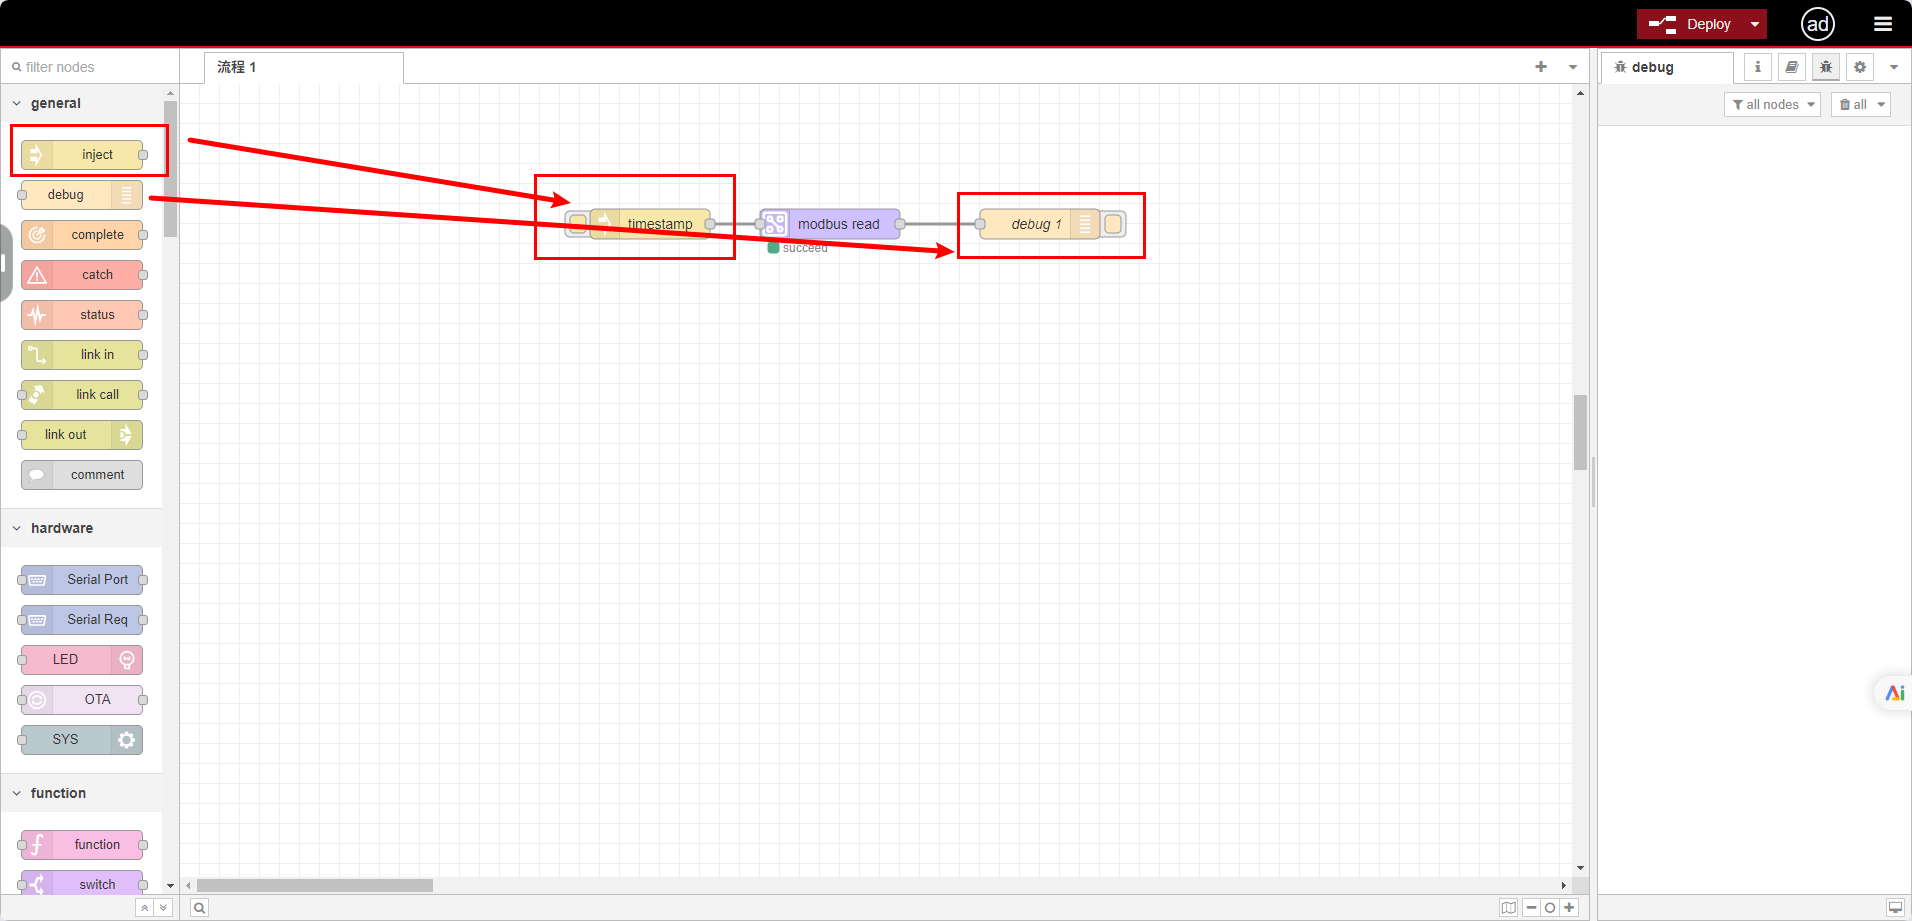 Deploy
ad
filter nodes
流程 1
debug
general
all nodes
all
inject
debug
timestamp
modbus read
debug 1
succeed
complete
catch
status
link in
link call
link out
comment
hardware
Serial Port
Serial Req
LED
OTA
Ai
SYS
function
function
switch